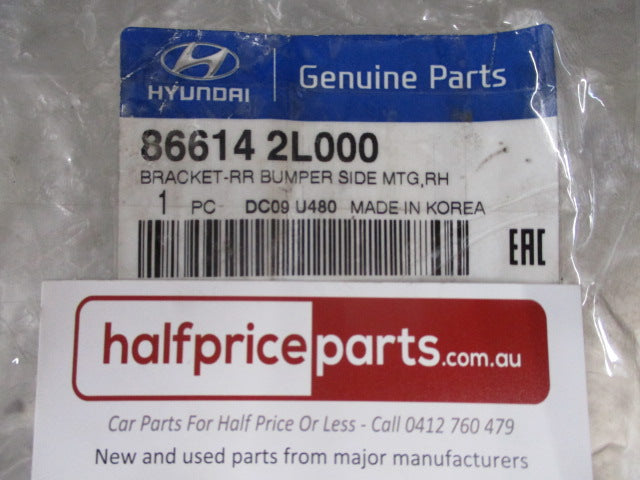 HYUNDAI
Genuine Parts
86614 2L000
BRACKET-RR BUMPER SIDE MTG,RH
1 PC DC09 U480 MADE IN KOREA
EAC
halfpriceparts.com.au
Car Parts For Half Price Or Less - Call 0412 760 479
New and used parts from major manufacturers